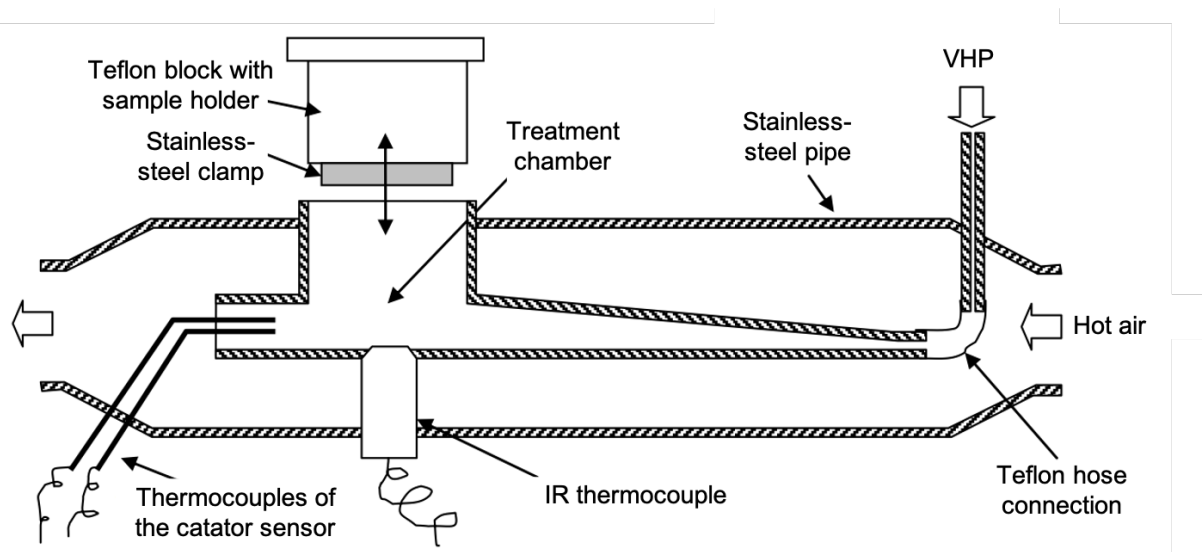 Teflon block with
sample holder
Stainless-
steel clamp
Treatment
chamber
Stainless-
steel pipe
VHP
Hot air
Thermocouples of
the catator sensor
IR thermocouple
Teflon hose
connection